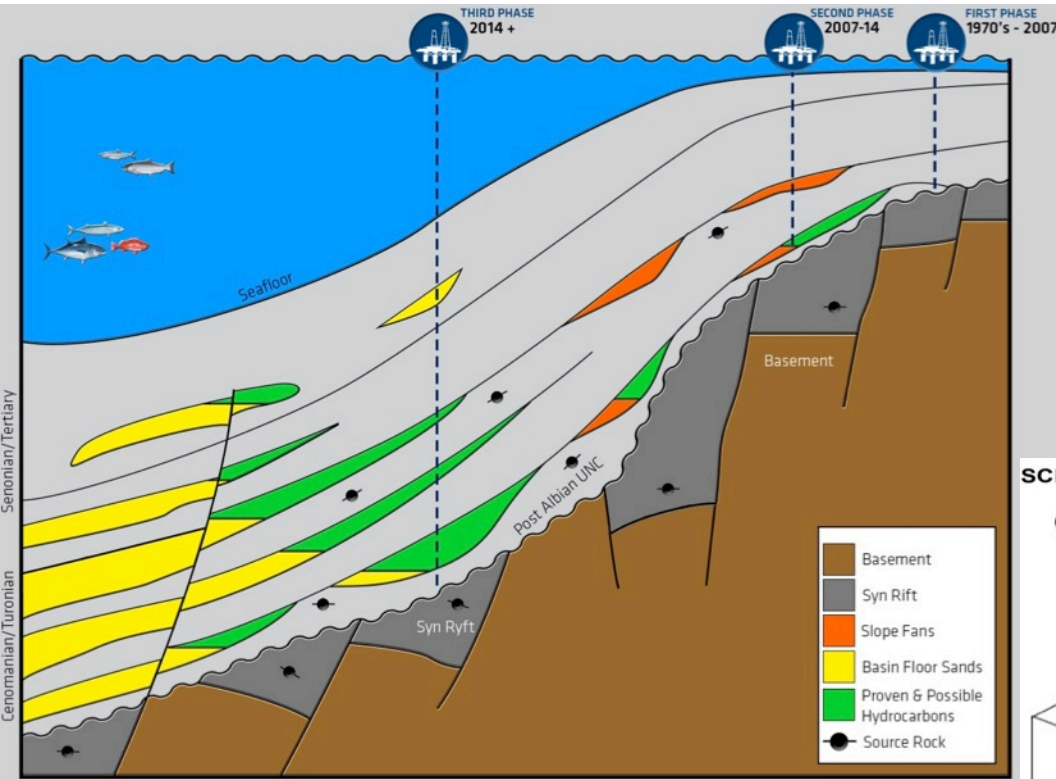 THIRD PHASE
2014 +
SECOND PHASE
2007-14
FIRST PHASE
1970's - 2007
Seafloor
Senonian/Tertiary
Cenomanian/Turonian
Basement
Post Albian UNC
Syn Ryft
Basement
Syn Rift
Slope Fans
Basin Floor Sands
Proven & Possible
Hydrocarbons
Source Rock